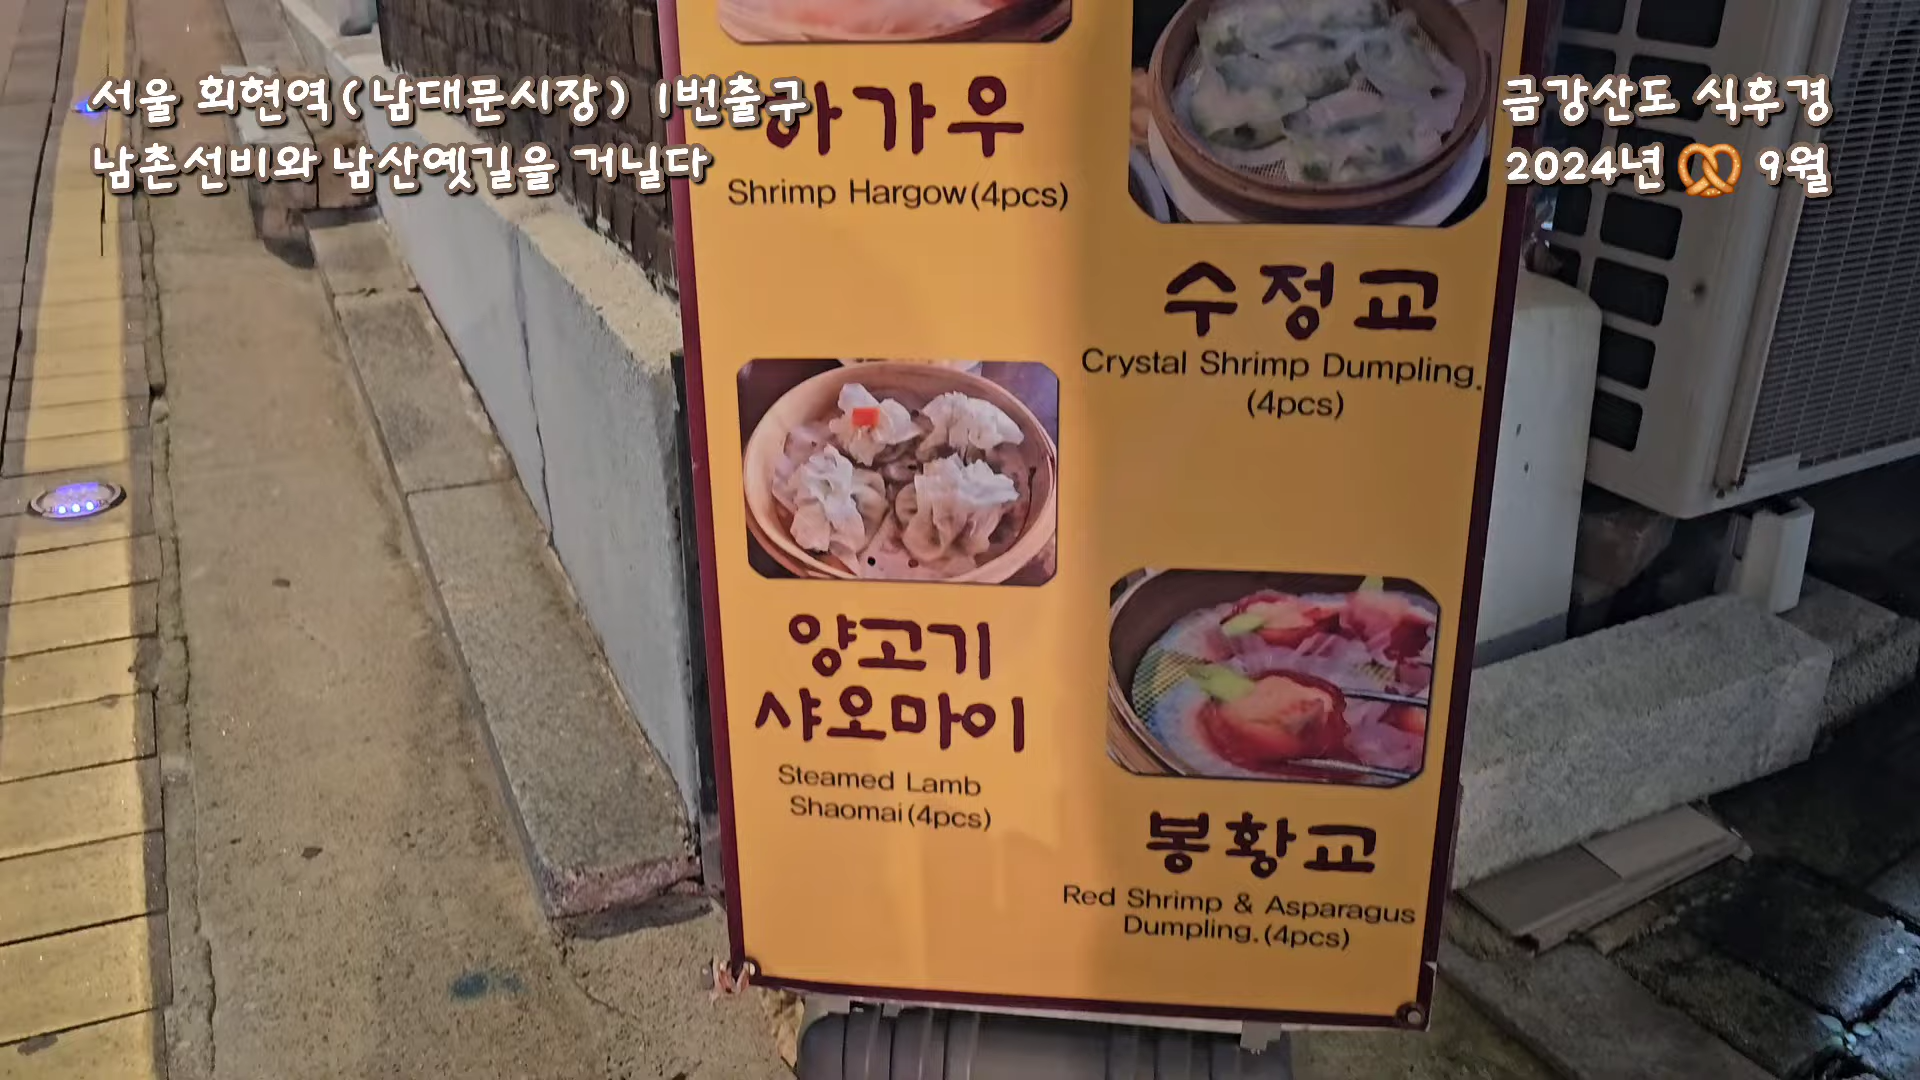 서울 회현역(남대문시장) 1번출구
남촌선비와 남산옛길을 거닐다
금강산도 식후경
2024년 🥨 9월
하가우
Shrimp Hargow(4pcs)
수정교
Crystal Shrimp Dumpling.
(4pcs)
양고기
샤오마이
Steamed Lamb
Shaomai(4pcs)
봉황교
Red Shrimp & Asparagus
Dumpling.(4pcs)